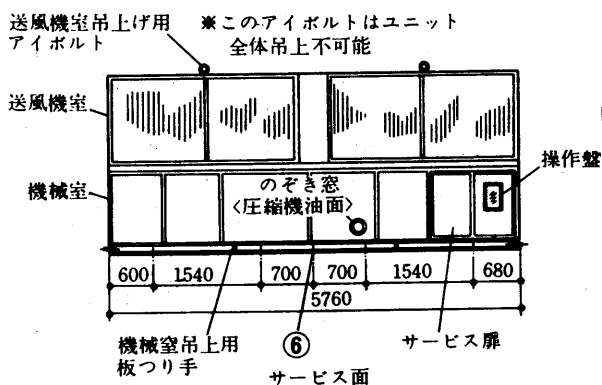 送風機室吊上げ用
アイボルト
※このアイボルトはユニット
全体吊上不可能
送風機室
機械室
のぞき窓
〈圧縮機油面〉
操作盤
600 1540 700 700 1540 680
5760
機械室吊上用
板つり手
⑥
サービス扉
サービス面